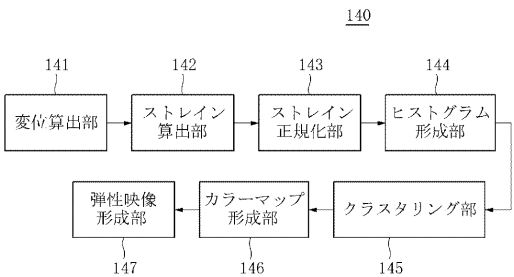 140
141
142
143
144
変位算出部
ストレイン
算出部
ストレイン
正規化部
ヒストグラム
形成部
弾性映像
形成部
カラーマップ
形成部
クラスタリング部
147
146
145